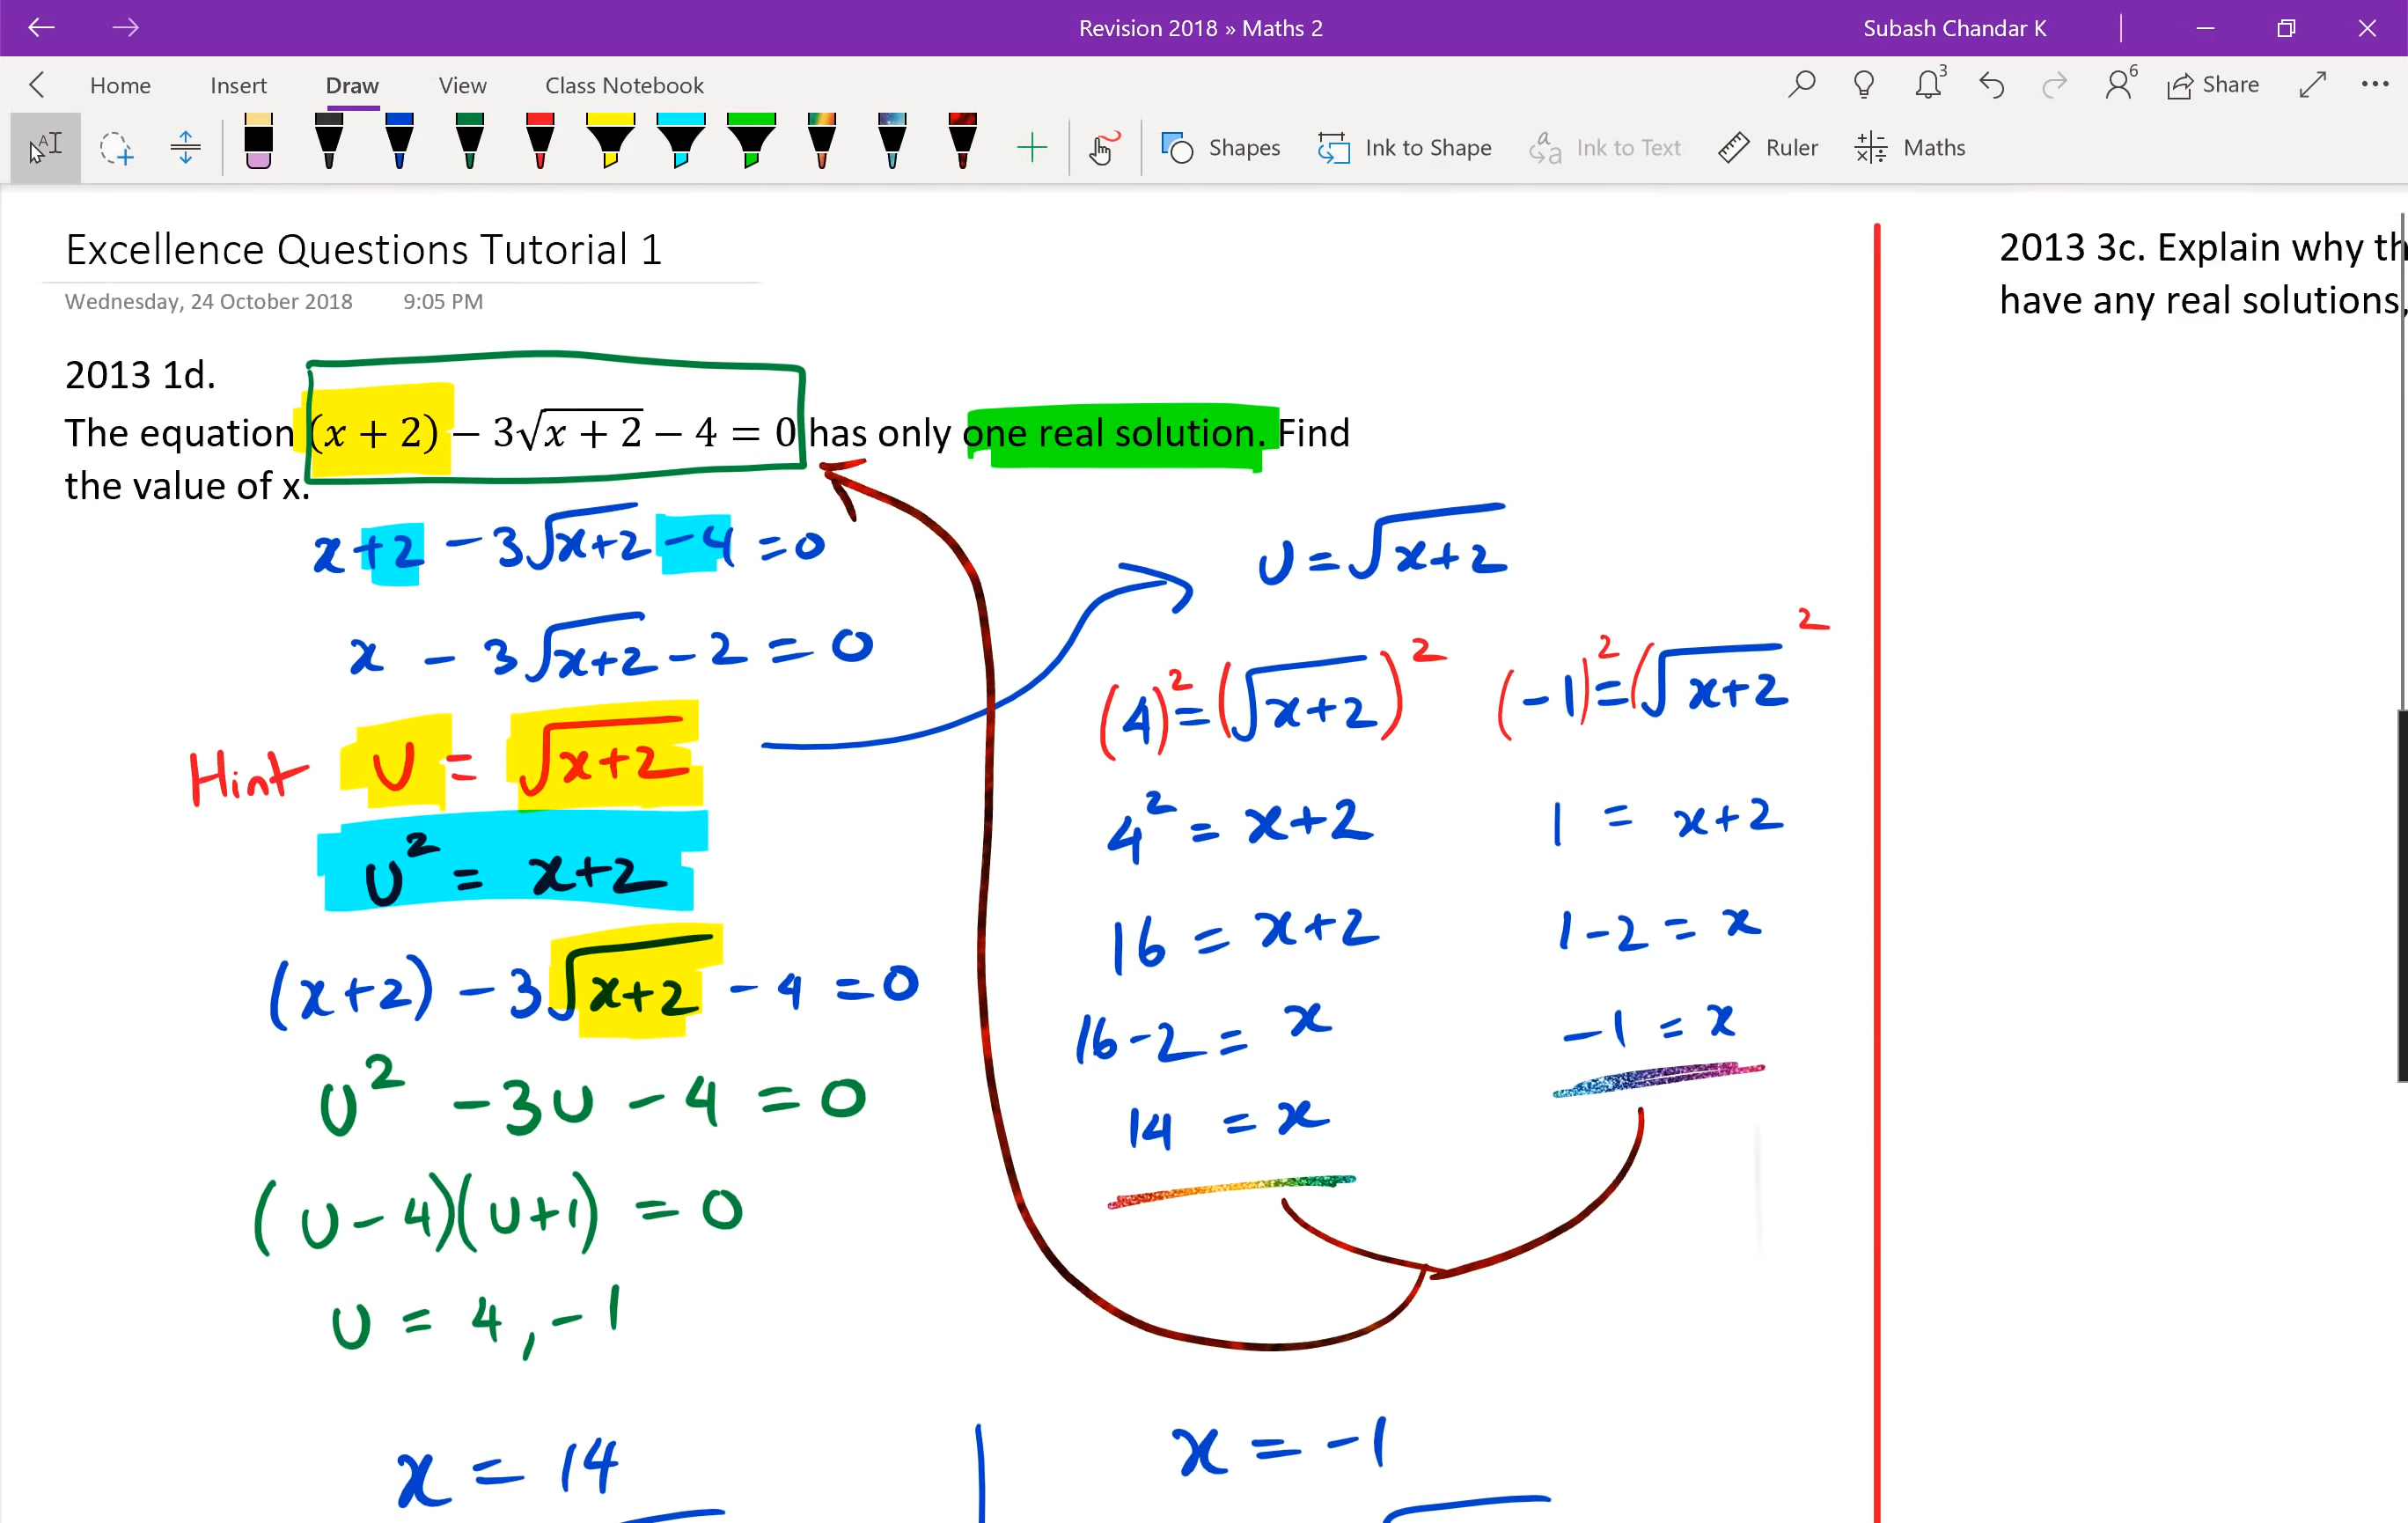 Revision 2018 » Maths 2
Subash Chandar K
Home Insert Draw View Class Notebook
3
6
Share
Shapes Ink to Shape Ink to Text Ruler Maths
Excellence Questions Tutorial 1
Wednesday, 24 October 2018 9:05 PM
2013 1d.
The equation (x + 2) − 3√(x + 2) − 4 = 0 has only one real solution. Find
the value of x.
x+2 − 3√(x+2) − 4 = 0
x − 3√(x+2) − 2 = 0
Hint U = √(x+2)
U² = x+2
(x+2) − 3√(x+2) − 4 = 0
U² − 3U − 4 = 0
(U − 4)(U + 1) = 0
U = 4, −1
U = √(x+2)
(4)² = (√(x+2))²
4² = x+2
16 = x+2
16 − 2 = x
14 = x
(−1)² = (√(x+2)²
1 = x+2
1 − 2 = x
−1 = x
x = 14
x = −1
2013 3c. Explain why
have any real solutions,